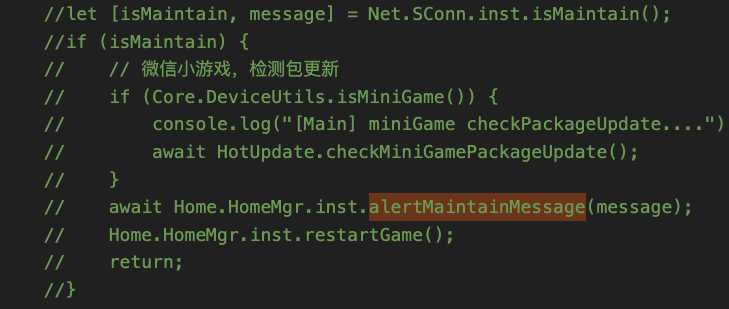 //let [isMaintain, message] = Net.SConn.inst.isMaintain();
//if (isMaintain) {
//    // 微信小游戏，检测包更新
//    if (Core.DeviceUtils.isMiniGame()) {
//        console.log("[Main] miniGame checkPackageUpdate....")
//        await HotUpdate.checkMiniGamePackageUpdate();
//    }
//    await Home.HomeMgr.inst.alertMaintainMessage(message);
//    Home.HomeMgr.inst.restartGame();
//    return;
//}